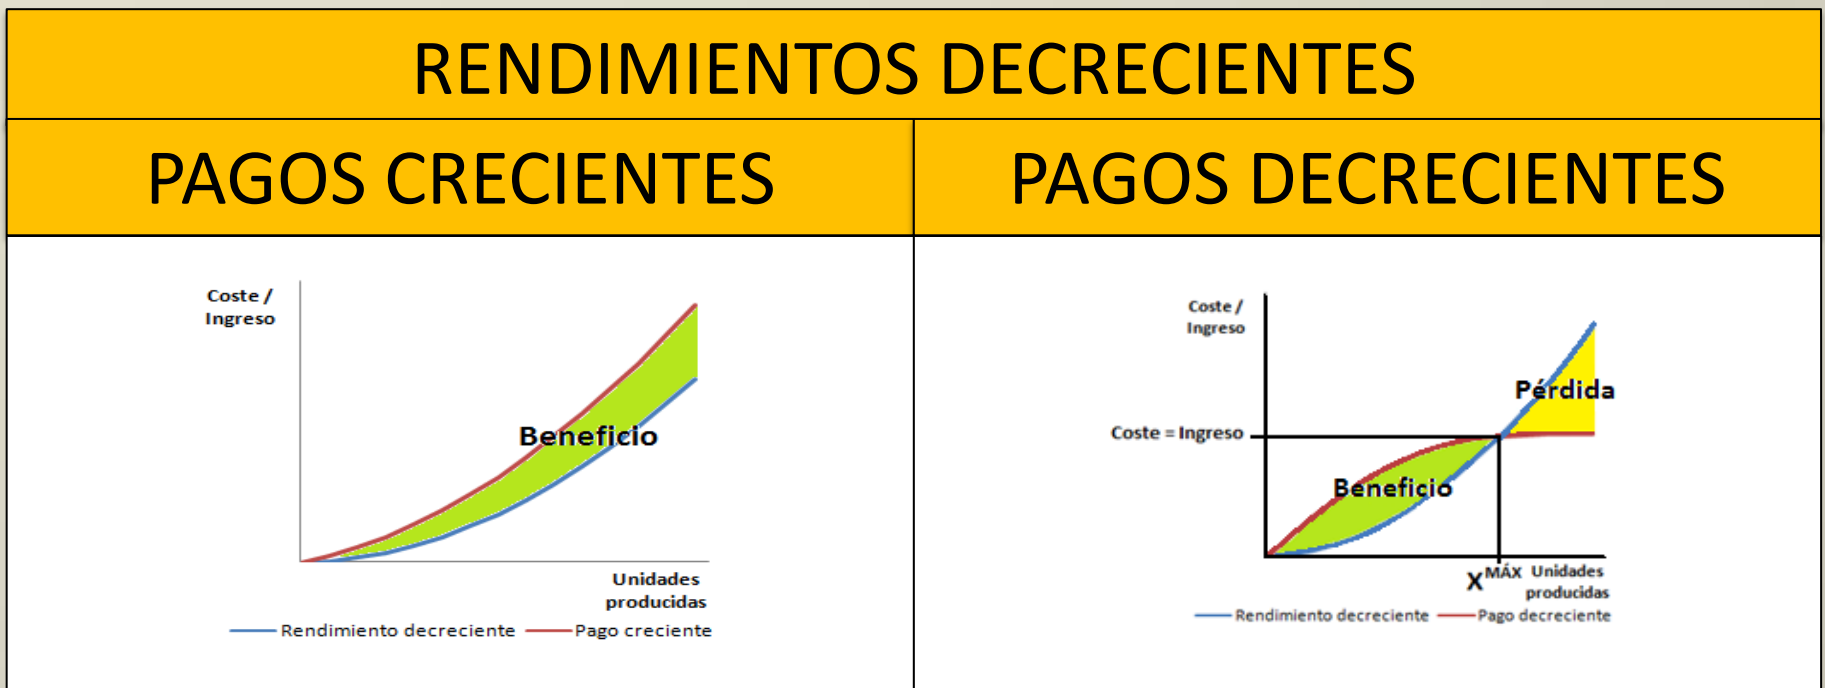 RENDIMIENTOS DECRECIENTES
PAGOS CRECIENTES
PAGOS DECRECIENTES
Coste /
Ingreso
Beneficio
Unidades
producidas
Rendimiento decreciente
Pago creciente
Coste /
Ingreso
Pérdida
Coste = Ingreso
Beneficio
X MÁX
Unidades
producidas
Rendimiento decreciente
Pago decreciente